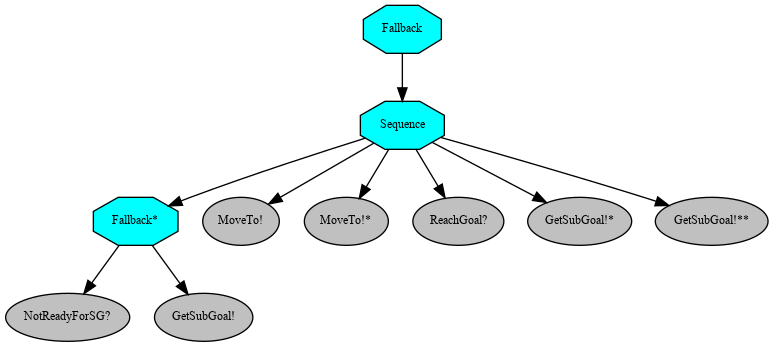 Fallback
Sequence
Fallback*
MoveTo!
MoveTo!*
ReachGoal?
GetSubGoal!*
GetSubGoal!**
NotReadyForSG?
GetSubGoal!